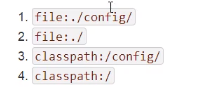 1. file:./config/
2. file:./
3. classpath:/config/
4. classpath:/